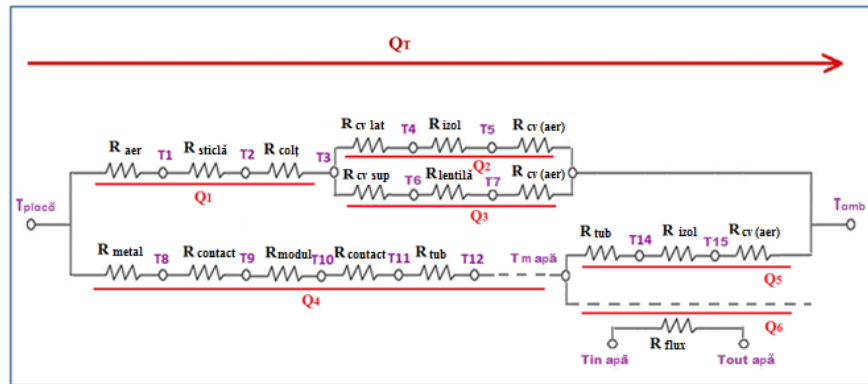 QT
R aer
T1
R sticlă
T2
R colț
T3
Q1
R cv lat
T4
R izol
T5
R cv (aer)
Q2
R cv sup
T6
R lentilă
T7
R cv (aer)
Q3
Tplacă
Tamb
R metal
T8
R contact
T9
R modul
T10
R contact
T11
R tub
T12
T m apă
Q4
R tub
T14
R izol
T15
R cv (aer)
Q5
Q6
R flux
Tin apă
Tout apă